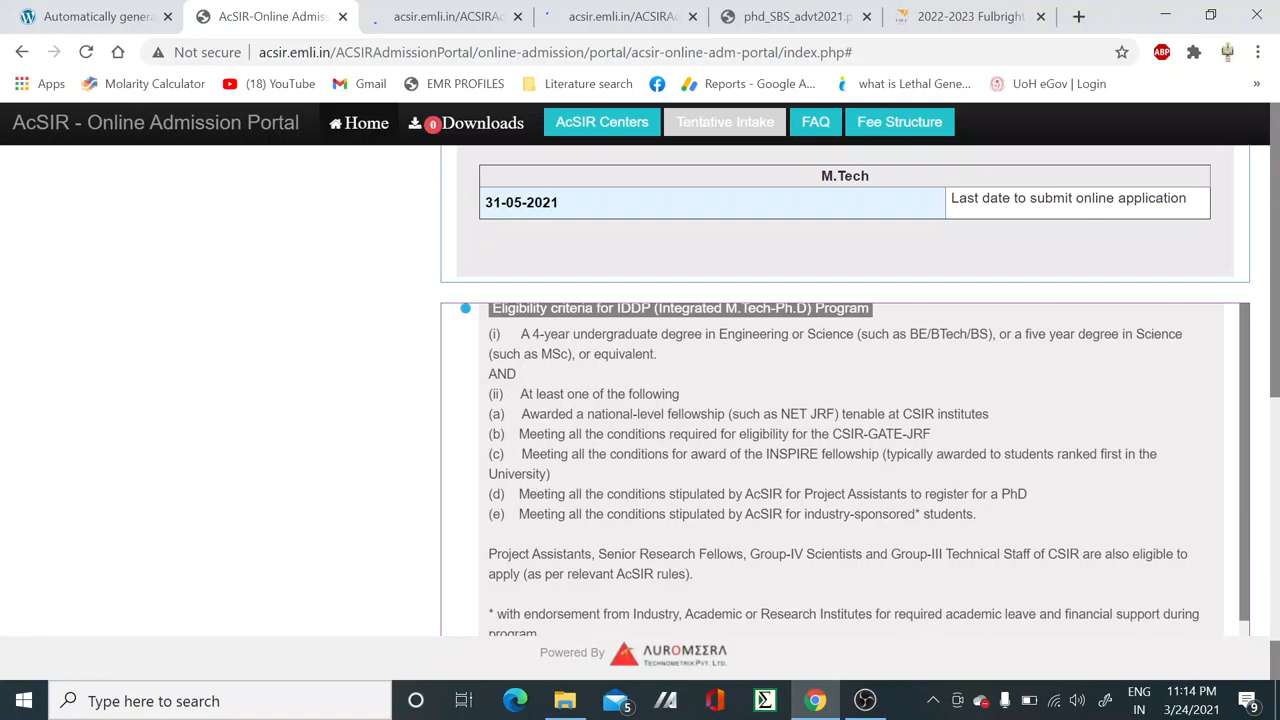 Automatically genera
AcSIR-Online Admiss
acsir.emli.in/ACSIRAc
acsir.emli.in/ACSIRAc
phd_SBS_advt2021.p
2022-2023 Fulbright
Not secure
acsir.emli.in/ACSIRAdmissionPortal/online-admission/portal/acsir-online-adm-portal/index.php#
ABP
Apps
Molarity Calculator
(18) YouTube
Gmail
EMR PROFILES
Literature search
Reports - Google A...
what is Lethal Gene...
UoH eGov | Login
»
AcSIR - Online Admission Portal
Home
0 Downloads
AcSIR Centers
Tentative Intake
FAQ
Fee Structure
M.Tech
31-05-2021
Last date to submit online application
Eligibility criteria for IDDP (Integrated M.Tech-Ph.D) Program
(i) A 4-year undergraduate degree in Engineering or Science (such as BE/BTech/BS), or a five year degree in Science
(such as MSc), or equivalent.
AND
(ii) At least one of the following
(a) Awarded a national-level fellowship (such as NET JRF) tenable at CSIR institutes
(b) Meeting all the conditions required for eligibility for the CSIR-GATE-JRF
(c) Meeting all the conditions for award of the INSPIRE fellowship (typically awarded to students ranked first in the
University)
(d) Meeting all the conditions stipulated by AcSIR for Project Assistants to register for a PhD
(e) Meeting all the conditions stipulated by AcSIR for industry-sponsored* students.
Project Assistants, Senior Research Fellows, Group-IV Scientists and Group-III Technical Staff of CSIR are also eligible to
apply (as per relevant AcSIR rules).
* with endorsement from Industry, Academic or Research Institutes for required academic leave and financial support during
program
Powered By
AUROMEERA
TECHNOMETRIX PVT. LTD.
Type here to search
5
ENG
IN
11:14 PM
3/24/2021
9